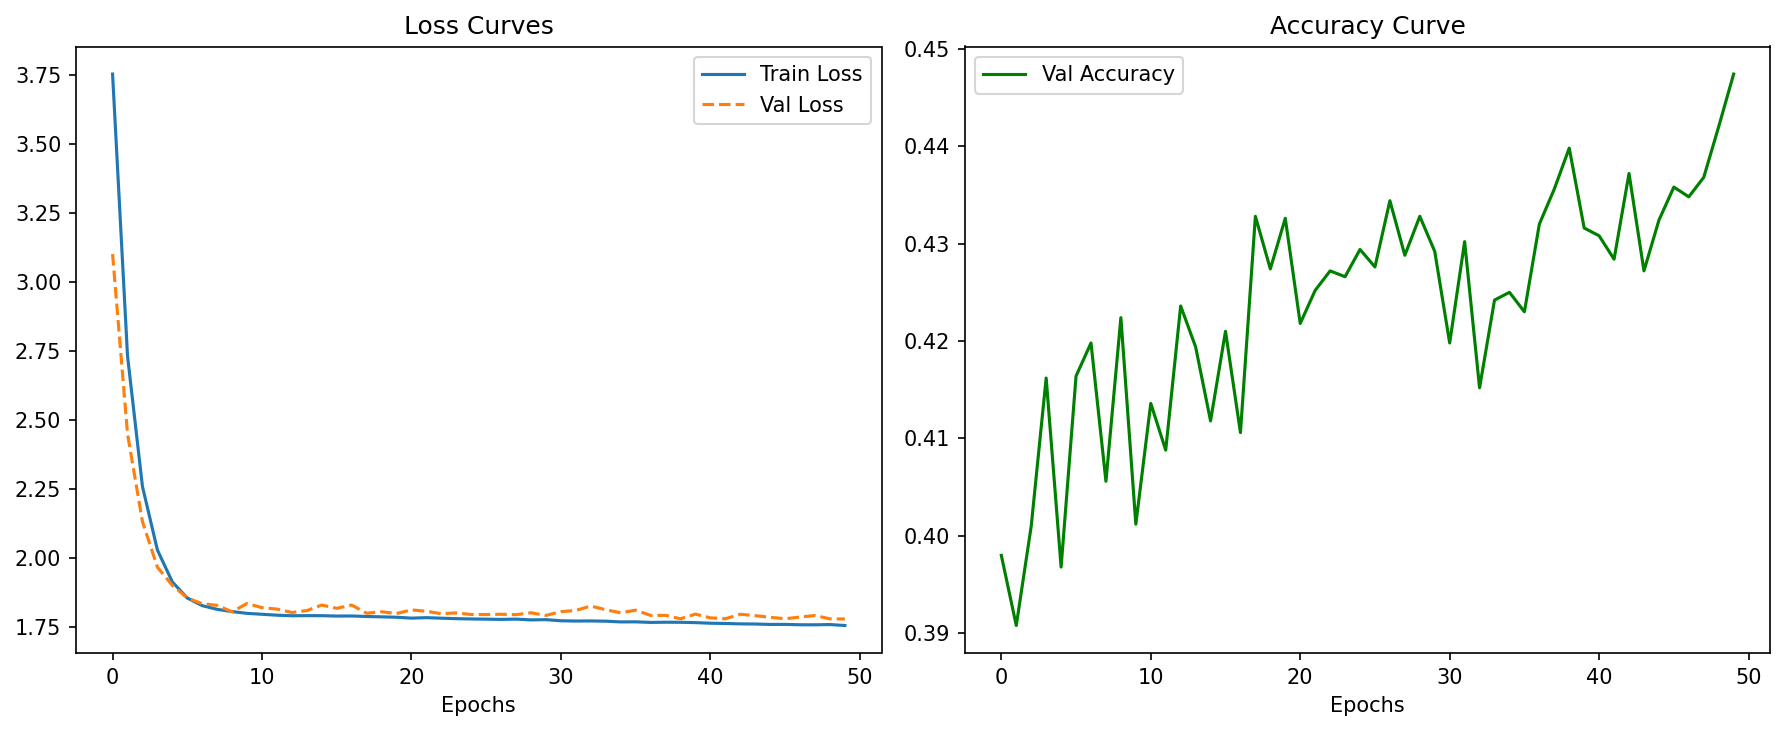 Loss Curves
3.75
3.50
3.25
3.00
2.75
2.50
2.25
2.00
1.75
Train Loss
Val Loss
0 10 20 30 40 50
Epochs
Accuracy Curve
0.45
0.44
0.43
0.42
0.41
0.40
0.39
Val Accuracy
0 10 20 30 40 50
Epochs